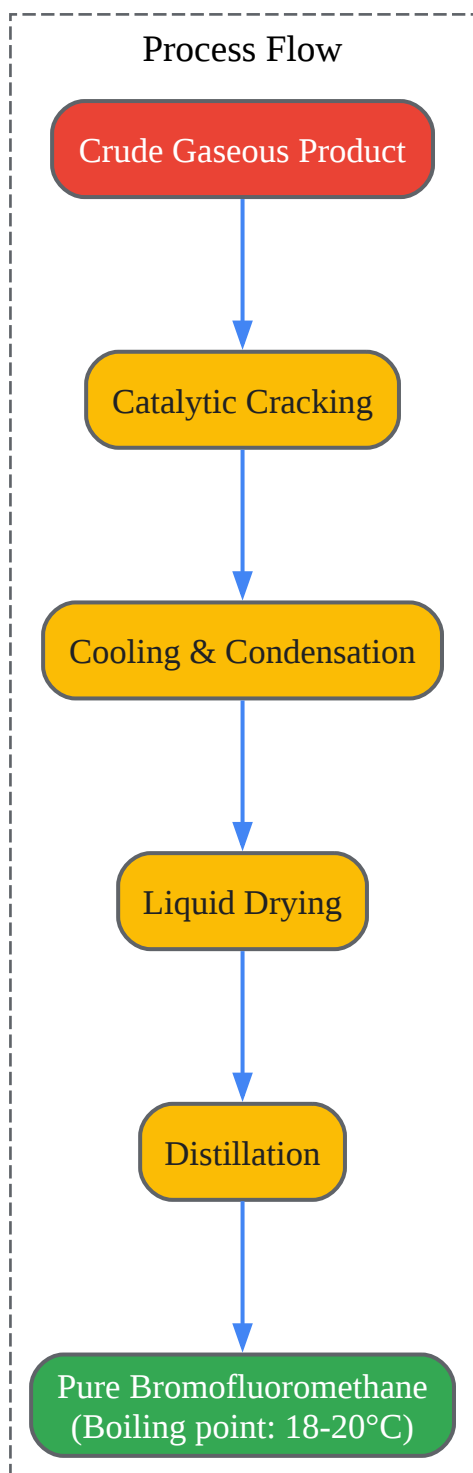 Process Flow
Crude Gaseous Product
Catalytic Cracking
Cooling & Condensation
Liquid Drying
Distillation
Pure Bromofluoromethane
(Boiling point: 18-20°C)